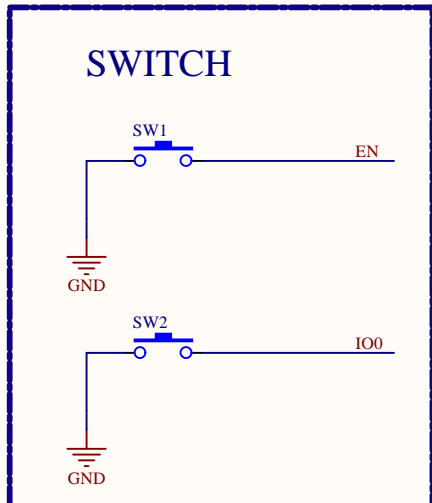 SWITCH
SW1
EN
GND
SW2
IO0
GND